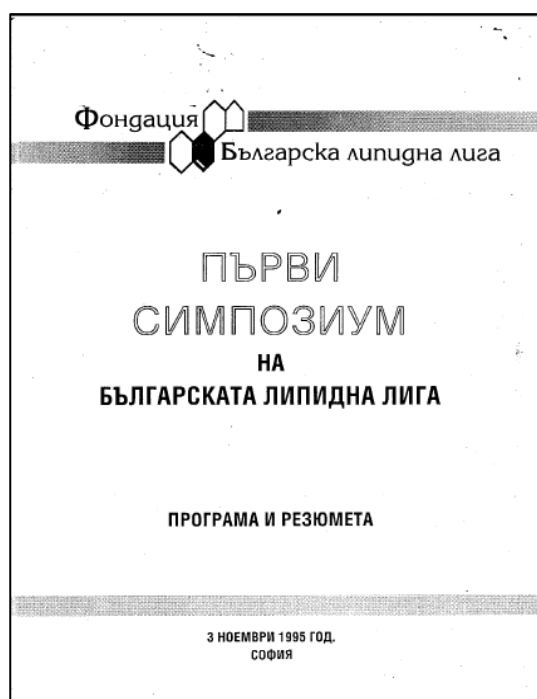 Фондация
Българска липидна лига
ПЪРВИ
СИМПОЗИУМ
НА
БЪЛГАРСКАТА ЛИПИДНА ЛИГА
ПРОГРАМА И РЕЗЮМЕТА
3 НОЕМВРИ 1995 ГОД.
СОФИЯ